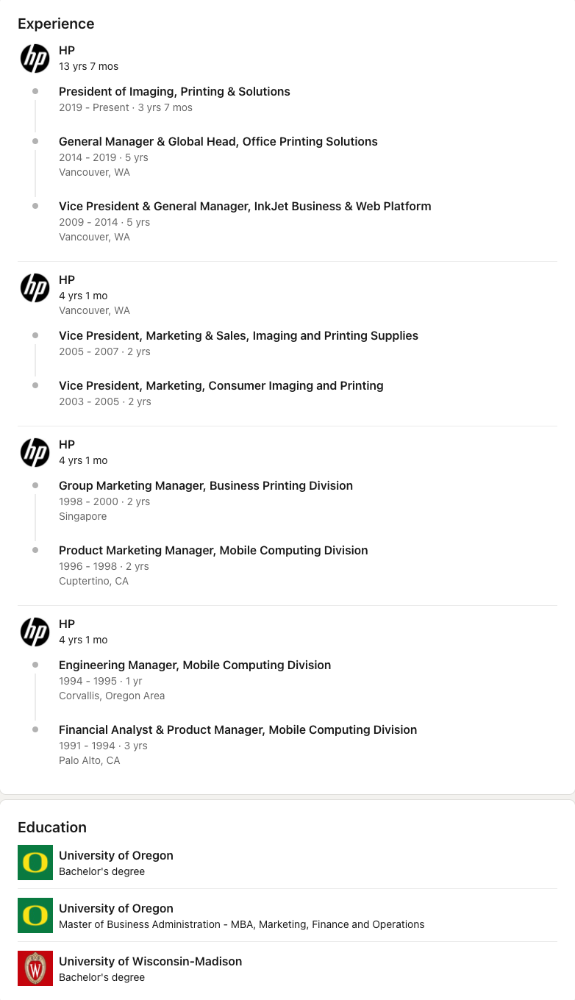 Experience
hp
HP
13 yrs 7 mos
President of Imaging, Printing & Solutions
2019 - Present · 3 yrs 7 mos
General Manager & Global Head, Office Printing Solutions
2014 - 2019 · 5 yrs
Vancouver, WA
Vice President & General Manager, InkJet Business & Web Platform
2009 - 2014 · 5 yrs
Vancouver, WA
hp
HP
4 yrs 1 mo
Vancouver, WA
Vice President, Marketing & Sales, Imaging and Printing Supplies
2005 - 2007 · 2 yrs
Vice President, Marketing, Consumer Imaging and Printing
2003 - 2005 · 2 yrs
hp
HP
4 yrs 1 mo
Group Marketing Manager, Business Printing Division
1998 - 2000 · 2 yrs
Singapore
Product Marketing Manager, Mobile Computing Division
1996 - 1998 · 2 yrs
Cuptertino, CA
hp
HP
4 yrs 1 mo
Engineering Manager, Mobile Computing Division
1994 - 1995 · 1 yr
Corvallis, Oregon Area
Financial Analyst & Product Manager, Mobile Computing Division
1991 - 1994 · 3 yrs
Palo Alto, CA
Education
O
University of Oregon
Bachelor's degree
O
University of Oregon
Master of Business Administration - MBA, Marketing, Finance and Operations
W
University of Wisconsin-Madison
Bachelor's degree